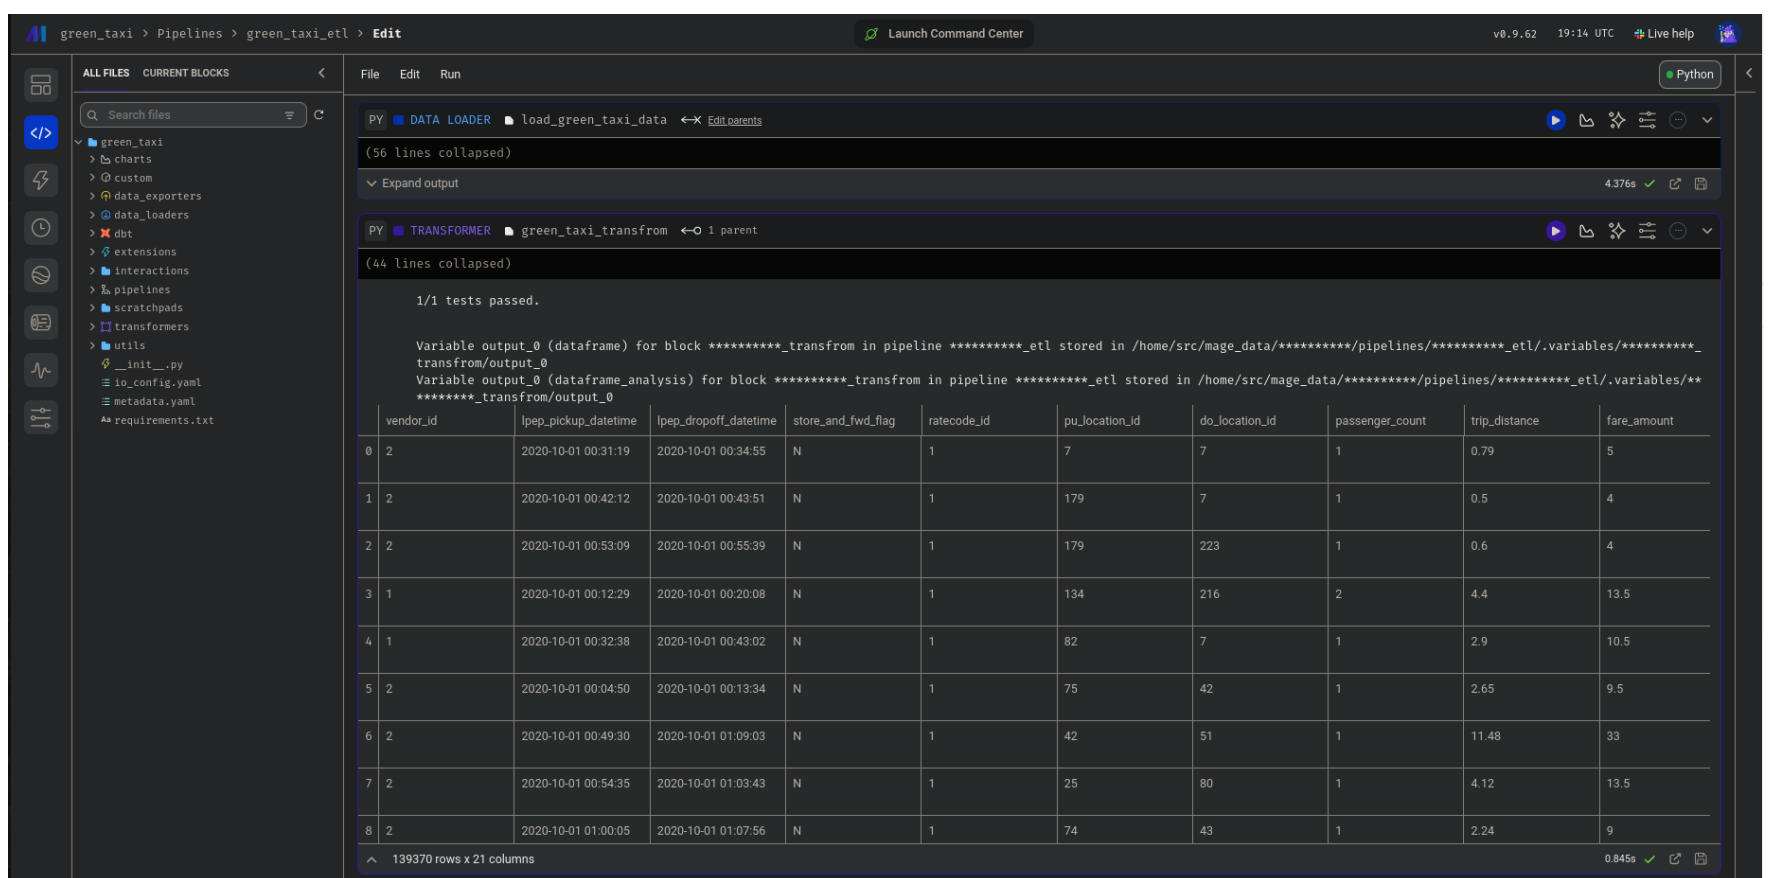 green_taxi > Pipelines > green_taxi_etl > Edit
Launch Command Center
v0.9.62 19:14 UTC Live help
ALL FILES CURRENT BLOCKS
File Edit Run
Python
Search files
green_taxi
charts
custom
data_exporters
data_loaders
dbt
extensions
interactions
pipelines
scratchpads
transformers
utils
__init__.py
io_config.yaml
metadata.yaml
Aa requirements.txt
PY DATA LOADER load_green_taxi_data Edit parents
(56 lines collapsed)
Expand output 4.376s
PY TRANSFORMER green_taxi_transfrom 1 parent
(44 lines collapsed)
1/1 tests passed.
Variable output_0 (dataframe) for block **********_transfrom in pipeline **********_etl stored in /home/src/mage_data/**********/pipelines/**********_etl/.variables/**********_
transfrom/output_0
Variable output_0 (dataframe_analysis) for block **********_transfrom in pipeline **********_etl stored in /home/src/mage_data/**********/pipelines/**********_etl/.variables/**
********_transfrom/output_0
vendor_id lpep_pickup_datetime lpep_dropoff_datetime store_and_fwd_flag ratecode_id pu_location_id do_location_id passenger_count trip_distance fare_amount
0 2 2020-10-01 00:31:19 2020-10-01 00:34:55 N 1 7 7 1 0.79 5
1 2 2020-10-01 00:42:12 2020-10-01 00:43:51 N 1 179 7 1 0.5 4
2 2 2020-10-01 00:53:09 2020-10-01 00:55:39 N 1 179 223 1 0.6 4
3 1 2020-10-01 00:12:29 2020-10-01 00:20:08 N 1 134 216 2 4.4 13.5
4 1 2020-10-01 00:32:38 2020-10-01 00:43:02 N 1 82 7 1 2.9 10.5
5 2 2020-10-01 00:04:50 2020-10-01 00:13:34 N 1 75 42 1 2.65 9.5
6 2 2020-10-01 00:49:30 2020-10-01 01:09:03 N 1 42 51 1 11.48 33
7 2 2020-10-01 00:54:35 2020-10-01 01:03:43 N 1 25 80 1 4.12 13.5
8 2 2020-10-01 01:00:05 2020-10-01 01:07:56 N 1 74 43 1 2.24 9
139370 rows x 21 columns 0.845s